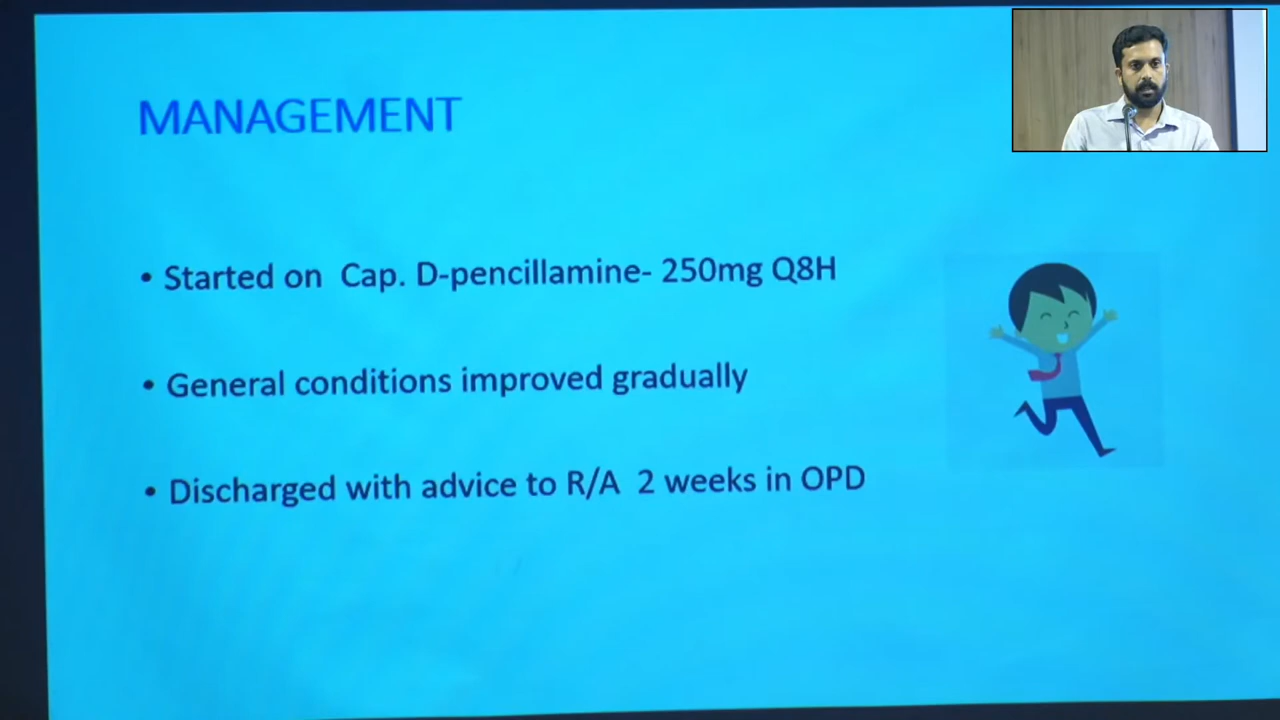 MANAGEMENT
• Started on Cap. D-pencillamine- 250mg Q8H
• General conditions improved gradually
• Discharged with advice to R/A 2 weeks in OPD